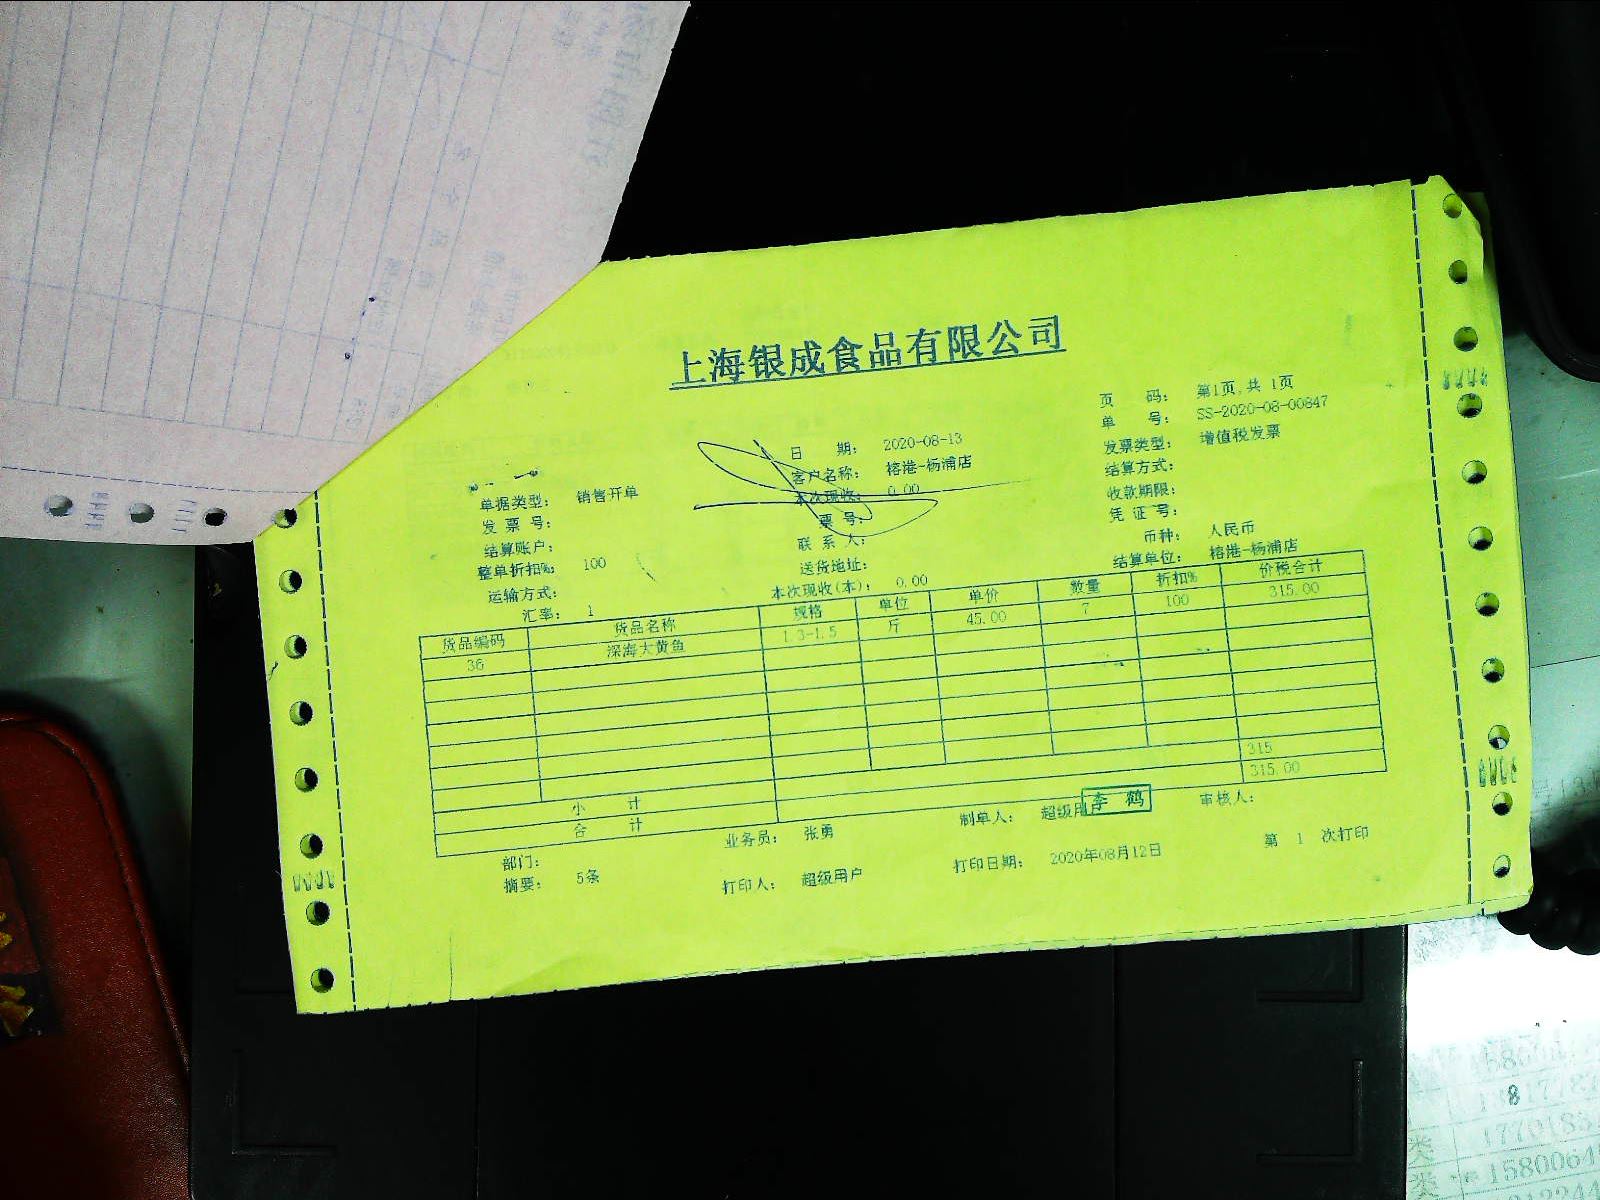 上海银成食品有限公司
页 码： 第1页,共 1页
单 号： SS-2020-08-00847
日 期： 2020-08-13
发票类型： 增值税发票
客户名称： 榕港-杨浦店
结算方式：
单据类型： 销售开单
本次现收： 0.00
收款期限：
发 票 号：
票 号：
凭 证 号：
结算账户：
联 系 人：
币种： 人民币
整单折扣%： 100
送货地址：
结算单位： 榕港-杨浦店
运输方式：
本次现收(本)： 0.00
汇率： 1
货品编码 货品名称 规格 单位 单价 数量 折扣% 价税合计
36 深海大黄鱼 1.3-1.5 斤 45.00 7 100 315.00
小 计 315
合 计 315.00
部门： 业务员： 张勇 制单人： 超级用户 李 鹤 审核人：
摘要： 5条 打印人： 超级用户 打印日期： 2020年08月12日 第 1 次打印